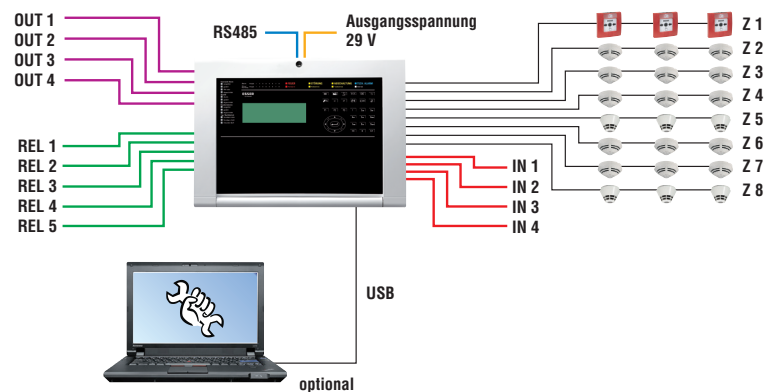 OUT 1
OUT 2
OUT 3
OUT 4
RS485
Ausgangsspannung
29 V
Z 1
Z 2
Z 3
Z 4
Z 5
Z 6
Z 7
Z 8
REL 1
REL 2
REL 3
REL 4
REL 5
IN 1
IN 2
IN 3
IN 4
USB
optional